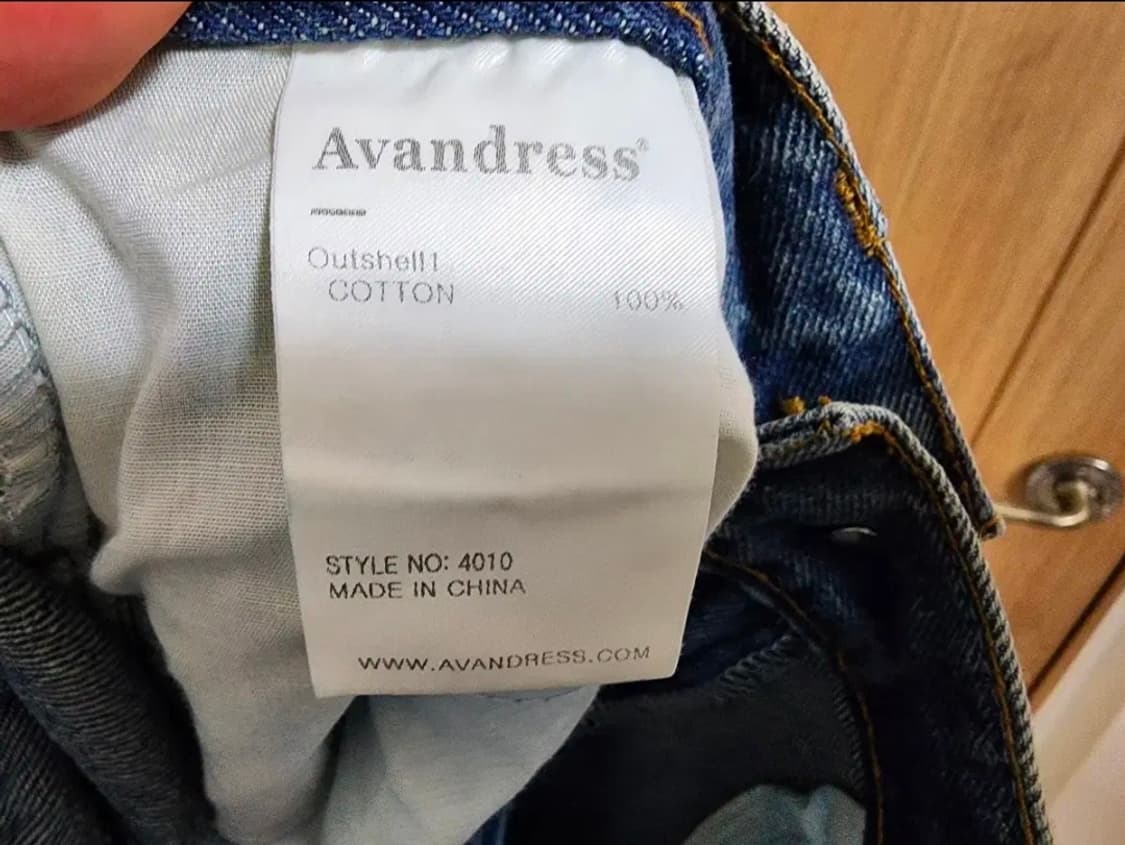 Avandress®
Outshell1
COTTON 100%
STYLE NO: 4010
MADE IN CHINA
WWW.AVANDRESS.COM